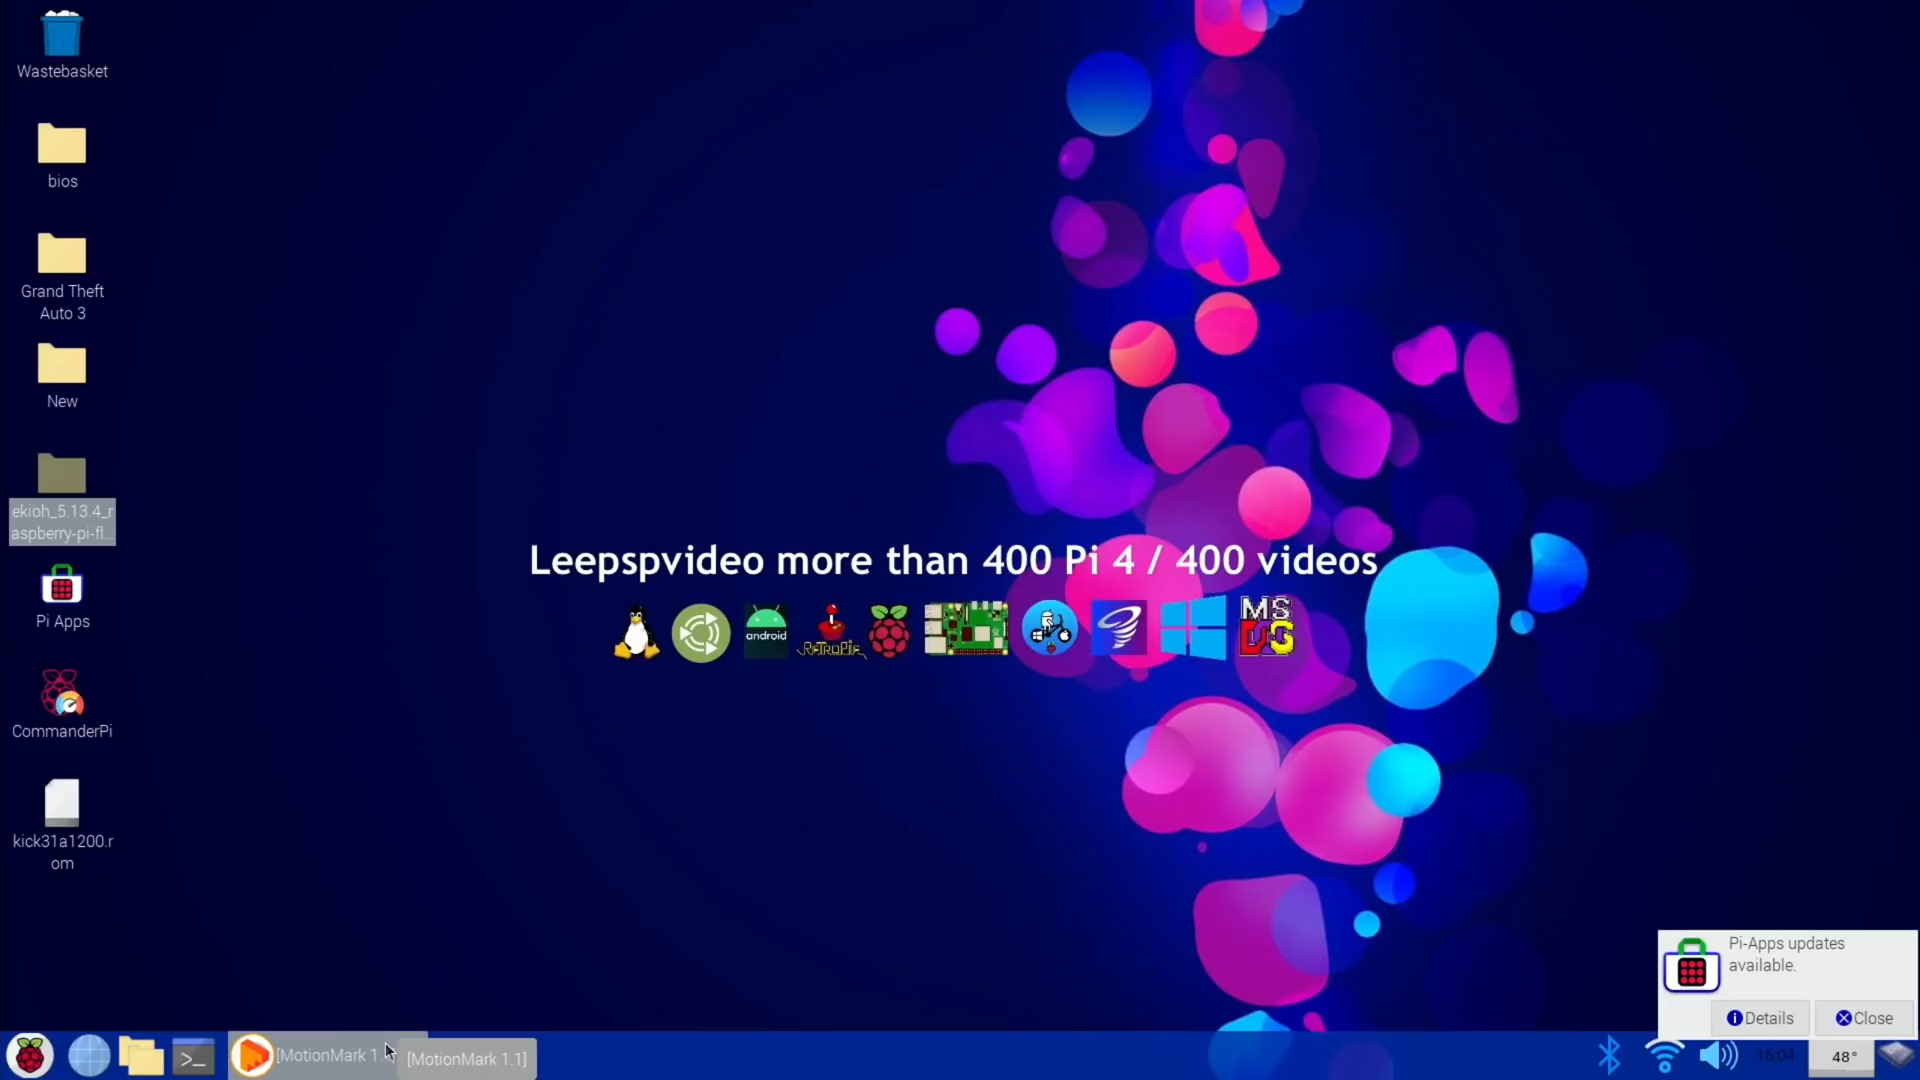 Wastebasket
bios
Grand Theft
Auto 3
New
ekioh_5.13.4_r
aspberry-pi-fl...
Pi Apps
CommanderPi
kick31a1200.r
om
Leepspvideo more than 400 Pi 4 / 400 videos
android
RETROPIE
MS
DOS
Pi-Apps updates
available.
Details
Close
[MotionMark 1.
[MotionMark 1.1]
16:04
48°